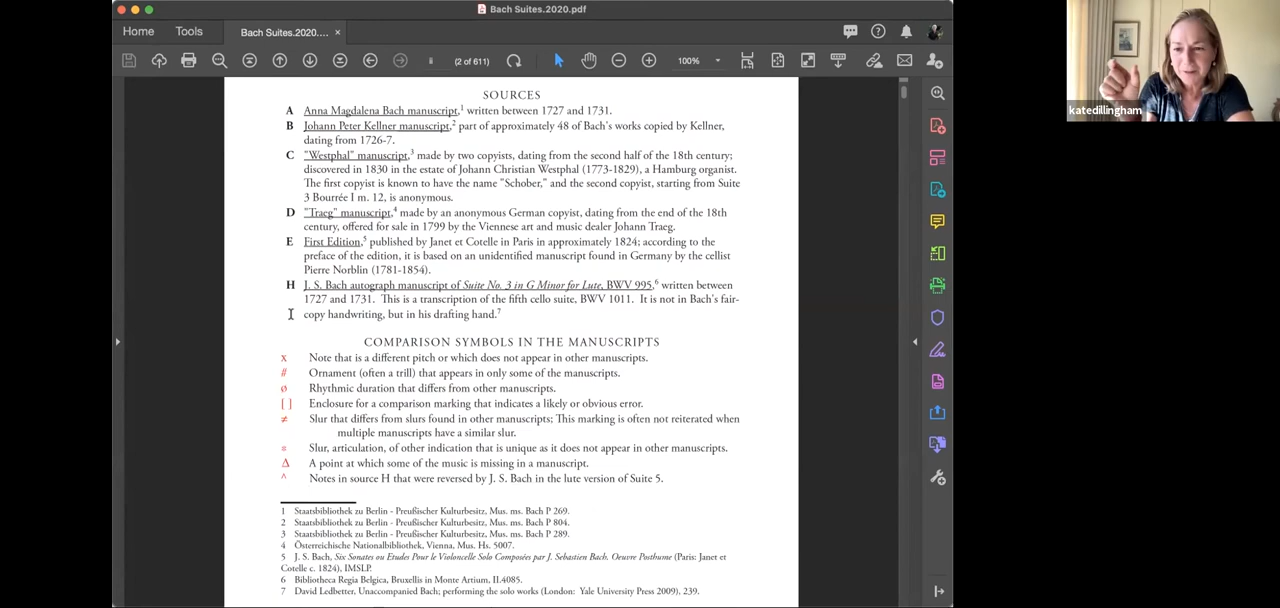 Bach Suites.2020.pdf
Home
Tools
Bach Suites.2020....
×
(2 of 611)
100%
katedillingham
SOURCES
A Anna Magdalena Bach manuscript,1 written between 1727 and 1731.
B Johann Peter Kellner manuscript,2 part of approximately 48 of Bach's works copied by Kellner,
dating from 1726-7.
C "Westphal" manuscript,3 made by two copyists, dating from the second half of the 18th century;
discovered in 1830 in the estate of Johann Christian Westphal (1773-1829), a Hamburg organist.
The first copyist is known to have the name "Schober," and the second copyist, starting from Suite
3 Bourrée I m. 12, is anonymous.
D "Traeg" manuscript,4 made by an anonymous German copyist, dating from the end of the 18th
century, offered for sale in 1799 by the Viennese art and music dealer Johann Traeg.
E First Edition,5 published by Janet et Cotelle in Paris in approximately 1824; according to the
preface of the edition, it is based on an unidentified manuscript found in Germany by the cellist
Pierre Norblin (1781-1854).
H J. S. Bach autograph manuscript of Suite No. 3 in G Minor for Lute, BWV 995,6 written between
1727 and 1731. This is a transcription of the fifth cello suite, BWV 1011. It is not in Bach's fair-
copy handwriting, but in his drafting hand.7
COMPARISON SYMBOLS IN THE MANUSCRIPTS
x Note that is a different pitch or which does not appear in other manuscripts.
# Ornament (often a trill) that appears in only some of the manuscripts.
ø Rhythmic duration that differs from other manuscripts.
[ ] Enclosure for a comparison marking that indicates a likely or obvious error.
≠ Slur that differs from slurs found in other manuscripts; This marking is often not reiterated when
multiple manuscripts have a similar slur.
* Slur, articulation, of other indication that is unique as it does not appear in other manuscripts.
Δ A point at which some of the music is missing in a manuscript.
^ Notes in source H that were reversed by J. S. Bach in the lute version of Suite 5.
1 Staatsbibliothek zu Berlin - Preußischer Kulturbesitz, Mus. ms. Bach P 269.
2 Staatsbibliothek zu Berlin - Preußischer Kulturbesitz, Mus. ms. Bach P 804.
3 Staatsbibliothek zu Berlin - Preußischer Kulturbesitz, Mus. ms. Bach P 289.
4 Österreichische Nationalbibliothek, Vienna, Mus. Hs. 5007.
5 J. S. Bach, Six Sonates ou Etudes Pour le Violoncelle Solo Composées par J. Sebastien Bach. Oeuvre Posthume (Paris: Janet et
Cotelle c. 1824), IMSLP.
6 Bibliotheca Regia Belgica, Bruxellis in Monte Artium, II.4085.
7 David Ledbetter, Unaccompanied Bach; performing the solo works (London: Yale University Press 2009), 239.